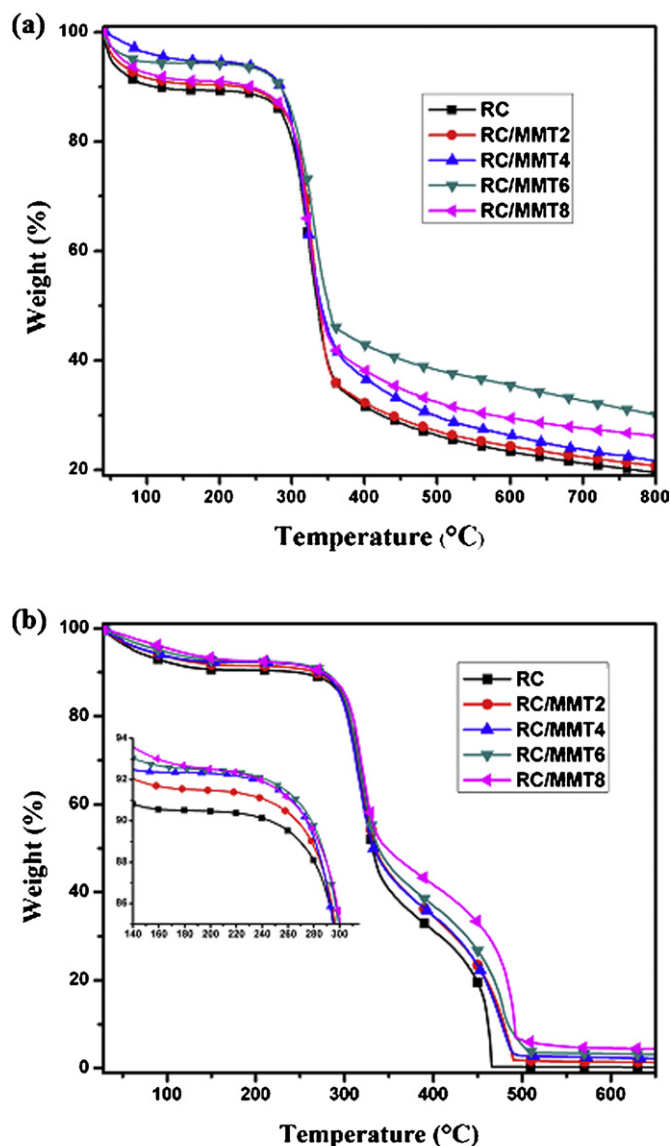 (a)
100
80
60
40
20
Weight (%)
RC
RC/MMT2
RC/MMT4
RC/MMT6
RC/MMT8
100 200 300 400 500 600 700 800
Temperature (°C)
(b)
100
80
60
40
20
0
Weight (%)
RC
RC/MMT2
RC/MMT4
RC/MMT6
RC/MMT8
94
92
90
88
86
140 160 180 200 220 240 260 280 300
100 200 300 400 500 600
Temperature (°C)